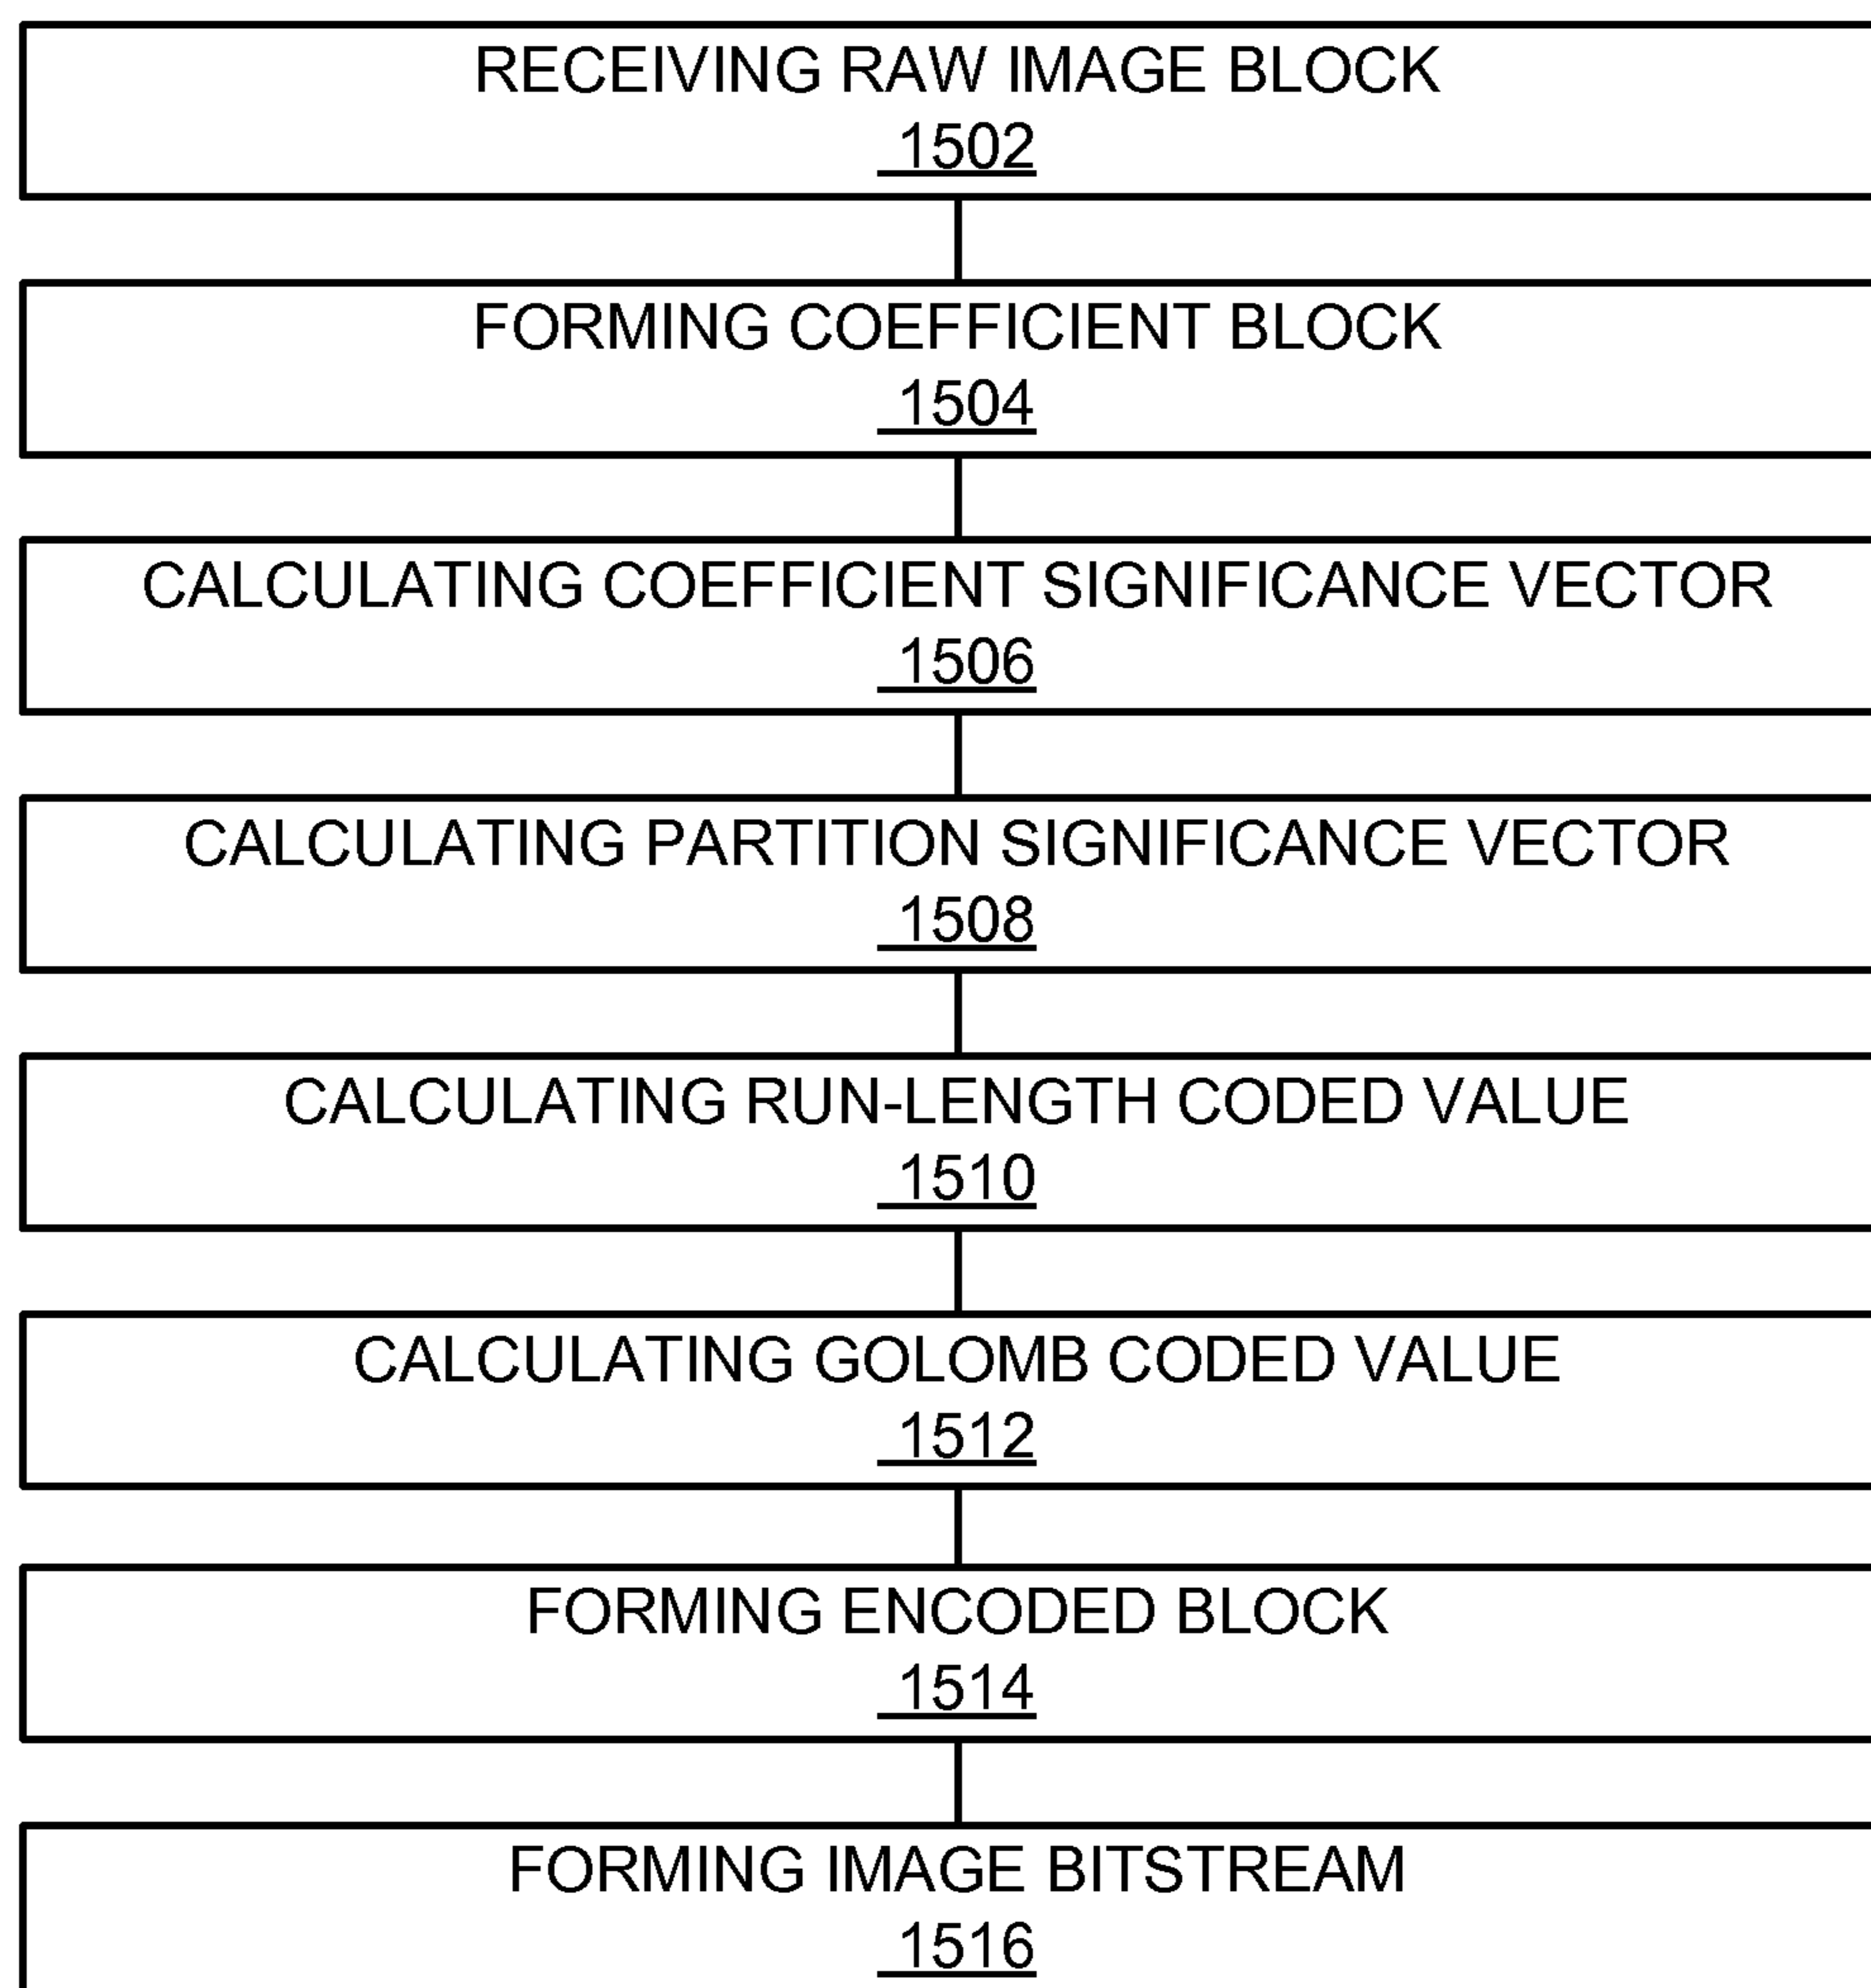 RECEIVING RAW IMAGE BLOCK
1502
FORMING COEFFICIENT BLOCK
1504
CALCULATING COEFFICIENT SIGNIFICANCE VECTOR
1506
CALCULATING PARTITION SIGNIFICANCE VECTOR
1508
CALCULATING RUN-LENGTH CODED VALUE
1510
CALCULATING GOLOMB CODED VALUE
1512
FORMING ENCODED BLOCK
1514
FORMING IMAGE BITSTREAM
1516